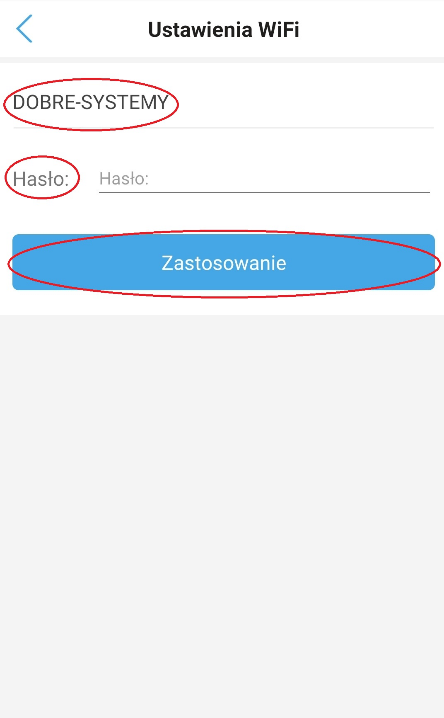 Ustawienia WiFi
DOBRE-SYSTEMY
Hasło: Hasło:
Zastosowanie